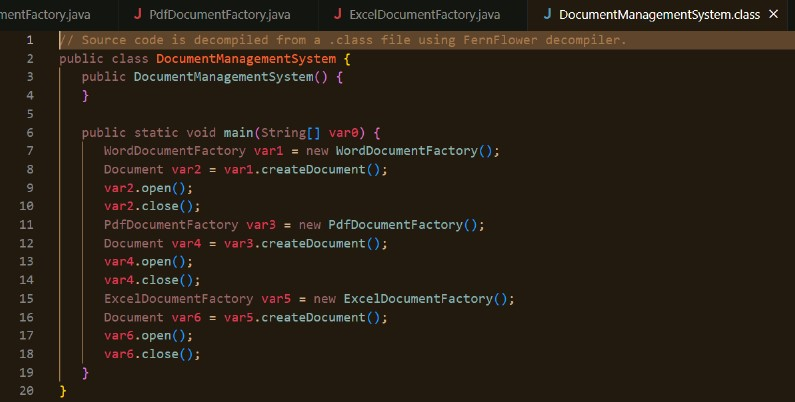 mentFactory.java J PdfDocumentFactory.java J ExcelDocumentFactory.java J DocumentManagementSystem.class ×
1 // Source code is decompiled from a .class file using FernFlower decompiler.
2 public class DocumentManagementSystem {
3 public DocumentManagementSystem() {
4 }
5
6 public static void main(String[] var0) {
7 WordDocumentFactory var1 = new WordDocumentFactory();
8 Document var2 = var1.createDocument();
9 var2.open();
10 var2.close();
11 PdfDocumentFactory var3 = new PdfDocumentFactory();
12 Document var4 = var3.createDocument();
13 var4.open();
14 var4.close();
15 ExcelDocumentFactory var5 = new ExcelDocumentFactory();
16 Document var6 = var5.createDocument();
17 var6.open();
18 var6.close();
19 }
20 }